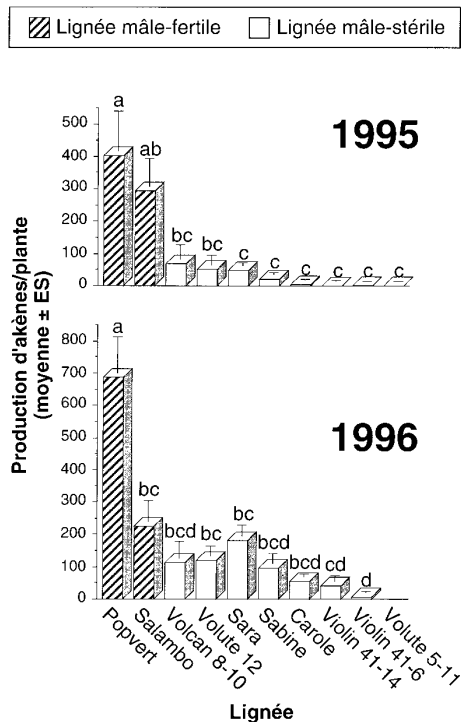 Lignée mâle-fertile Lignée mâle-stérile
1995
a
ab
bc bc c c c c c c
500
400
300
200
100
0
Production d'akènes/plante
(moyenne ± ES)
1996
a
bc bcd bc bc bcd bcd cd d
800
700
600
500
400
300
200
100
0
Popvert
Salambo
Volcan 8-10
Volute 12
Sara
Sabine
Carole
Violin 41-14
Violin 41-6
Volute 5-11
Lignée